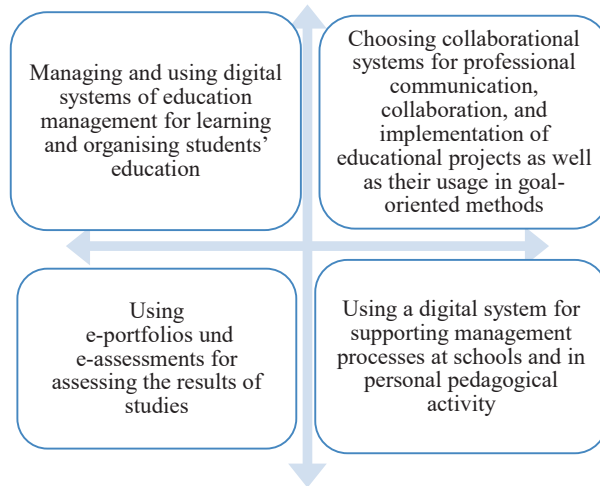 Managing and using digital
systems of education
management for learning
and organising students’
education
Choosing collaborational
systems for professional
communication,
collaboration, and
implementation of
educational projects as well
as their usage in goal-
oriented methods
Using
e-portfolios und
e-assessments for
assessing the results of
studies
Using a digital system for
supporting management
processes at schools and in
personal pedagogical
activity